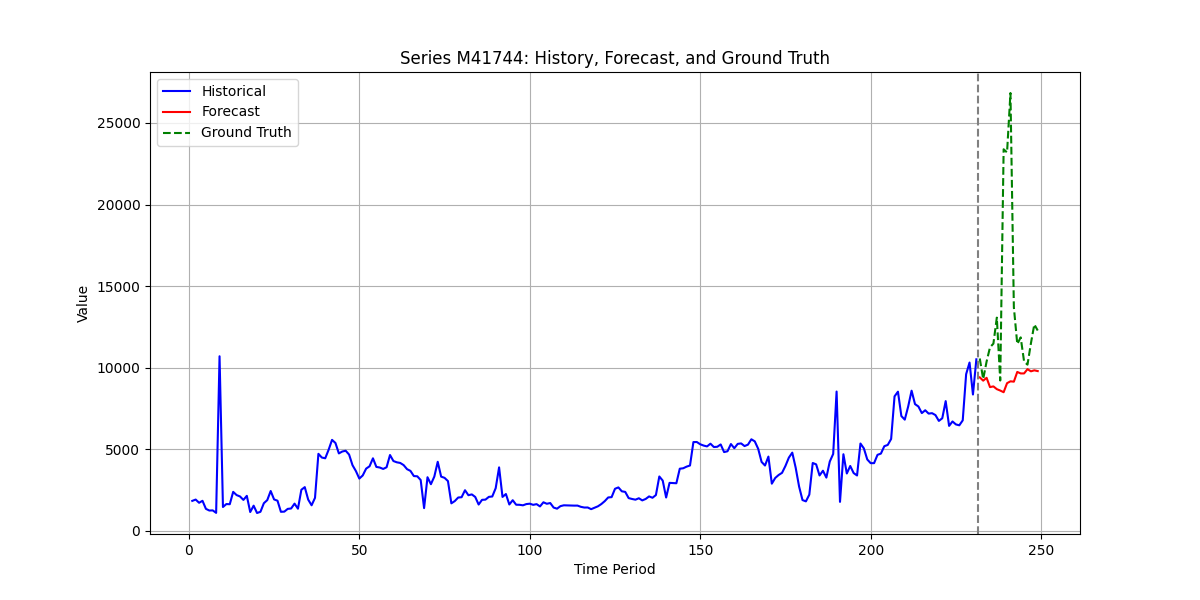 Series M41744: History, Forecast, and Ground Truth
Historical
Forecast
Ground Truth
25000
20000
15000
10000
5000
0
Value
0 50 100 150 200 250
Time Period